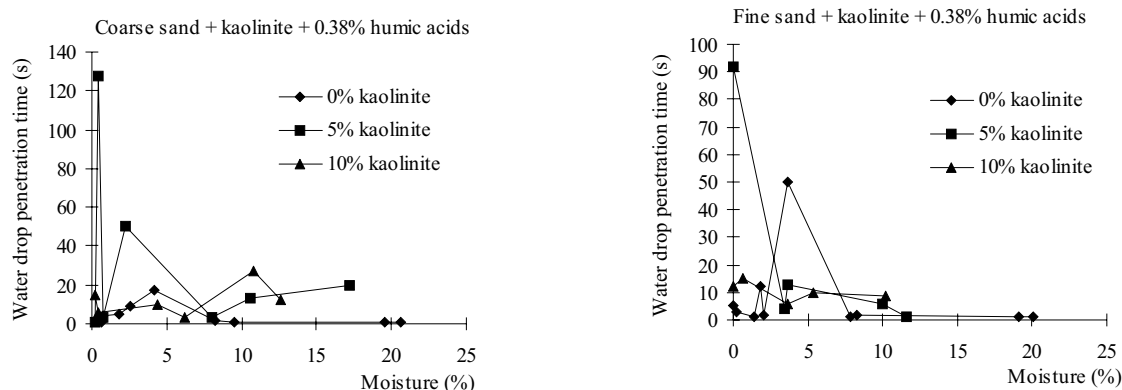 Coarse sand + kaolinite + 0.38% humic acids
Water drop penetration time (s)
140
120
100
80
60
40
20
0
0% kaolinite
5% kaolinite
10% kaolinite
0 5 10 15 20 25
Moisture (%)
Fine sand + kaolinite + 0.38% humic acids
Water drop penetration time (s)
100
90
80
70
60
50
40
30
20
10
0
0% kaolinite
5% kaolinite
10% kaolinite
0 5 10 15 20 25
Moisture (%)